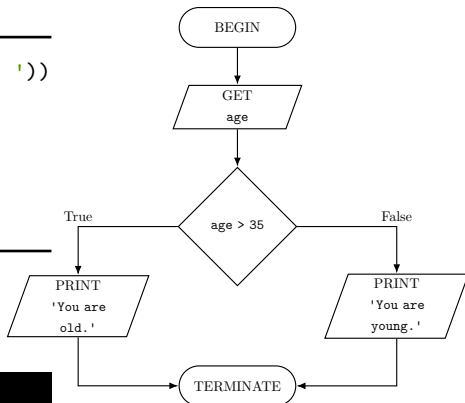 BEGIN
'))
GET
age
age > 35
True
False
PRINT
'You are
old.'
PRINT
'You are
young.'
TERMINATE